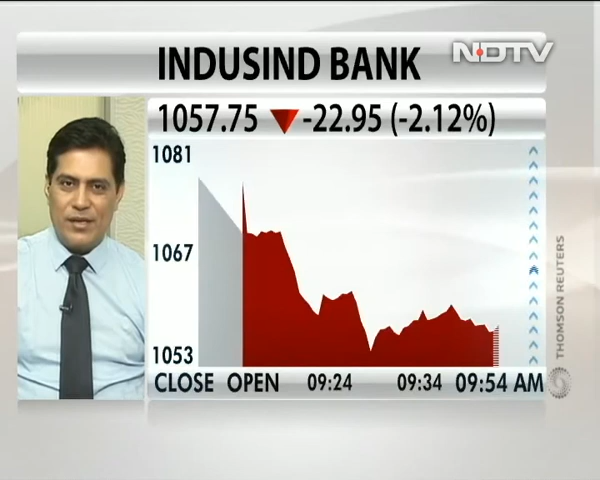 INDUSIND BANK
NDTV
1057.75 -22.95 (-2.12%)
1081
1067
1053
CLOSE OPEN 09:24 09:34 09:54 AM
THOMSON REUTERS